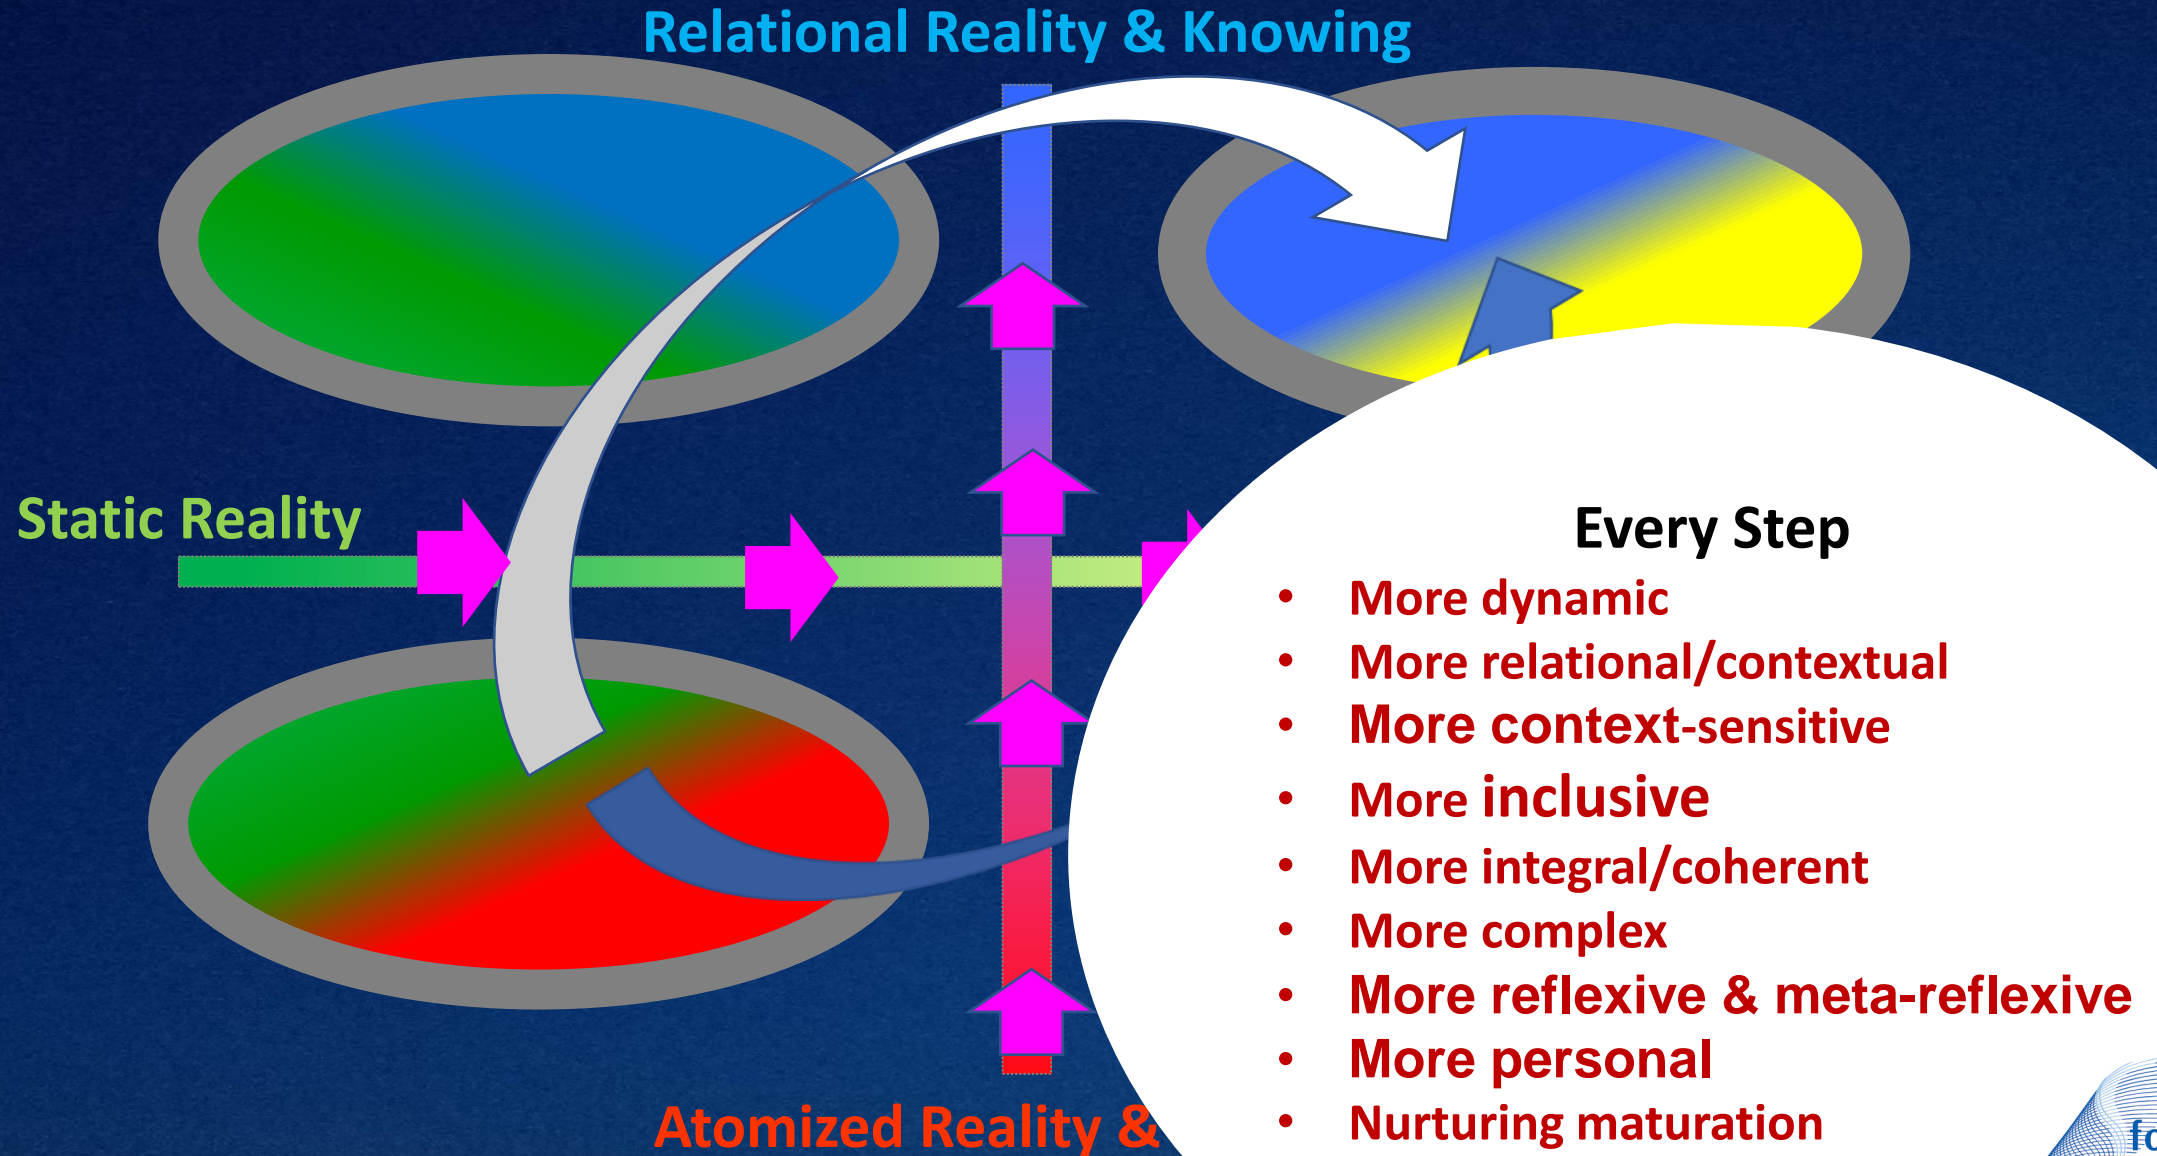 Relational Reality & Knowing
Static Reality
Every Step
• More dynamic
• More relational/contextual
• More context-sensitive
• More inclusive
• More integral/coherent
• More complex
• More reflexive & meta-reflexive
• More personal
• Nurturing maturation
Atomized Reality &